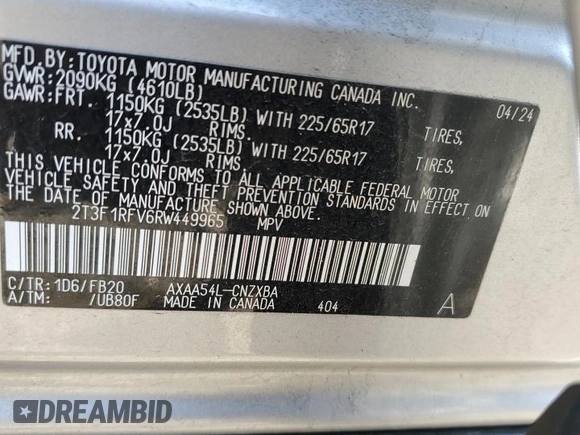 MFD.BY: TOYOTA MOTOR MANUFACTURING CANADA INC.
GVWR: 2090KG (4610LB) 04/24
GAWR:FRT. 1150KG (2535LB) WITH 225/65R17 TIRES,
17x7.0J RIMS.
RR. 1150KG (2535LB) WITH 225/65R17 TIRES,
17x7.0J RIMS
THIS VEHICLE CONFORMS TO ALL APPLICABLE FEDERAL MOTOR
VEHICLE SAFETY AND THEFT PREVENTION STANDARDS IN EFFECT ON
THE DATE OF MANUFACTURE SHOWN ABOVE.
2T3F1RFV6RW449965 MPV
C/TR: 1D6/FB20 AXAA54L-CNZXBA
A/TM: /UB80F MADE IN CANADA 404 A
DREAMBID